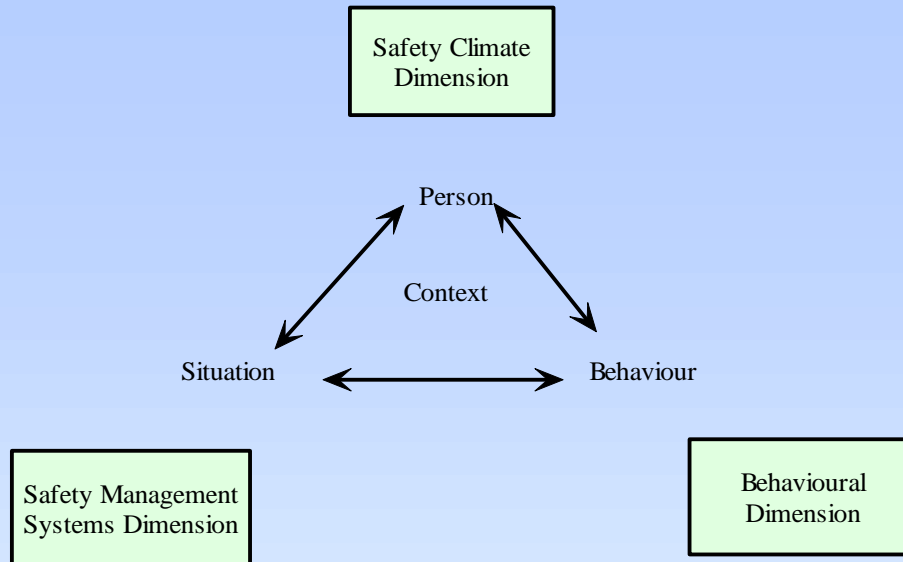 Safety Climate
Dimension
Person
Context
Situation
Behaviour
Safety Management
Systems Dimension
Behavioural
Dimension